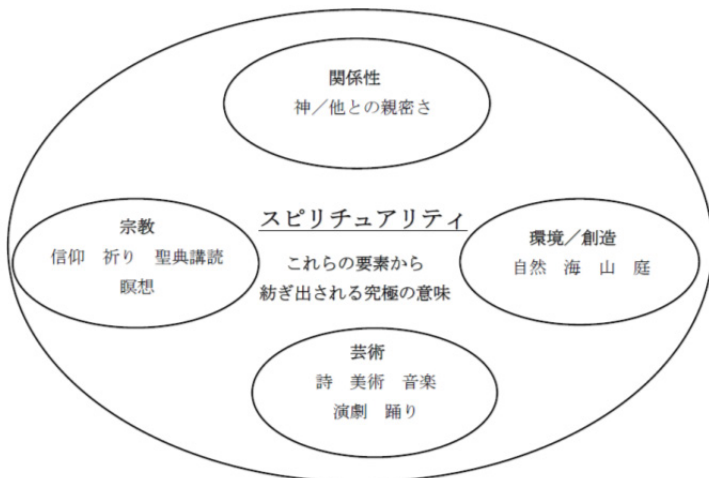 関係性
神／他との親密さ
宗教
信仰　祈り　聖典講読
瞑想
スピリチュアリティ
これらの要素から
紡ぎ出される究極の意味
環境／創造
自然　海　山　庭
芸術
詩　美術　音楽
演劇　踊り